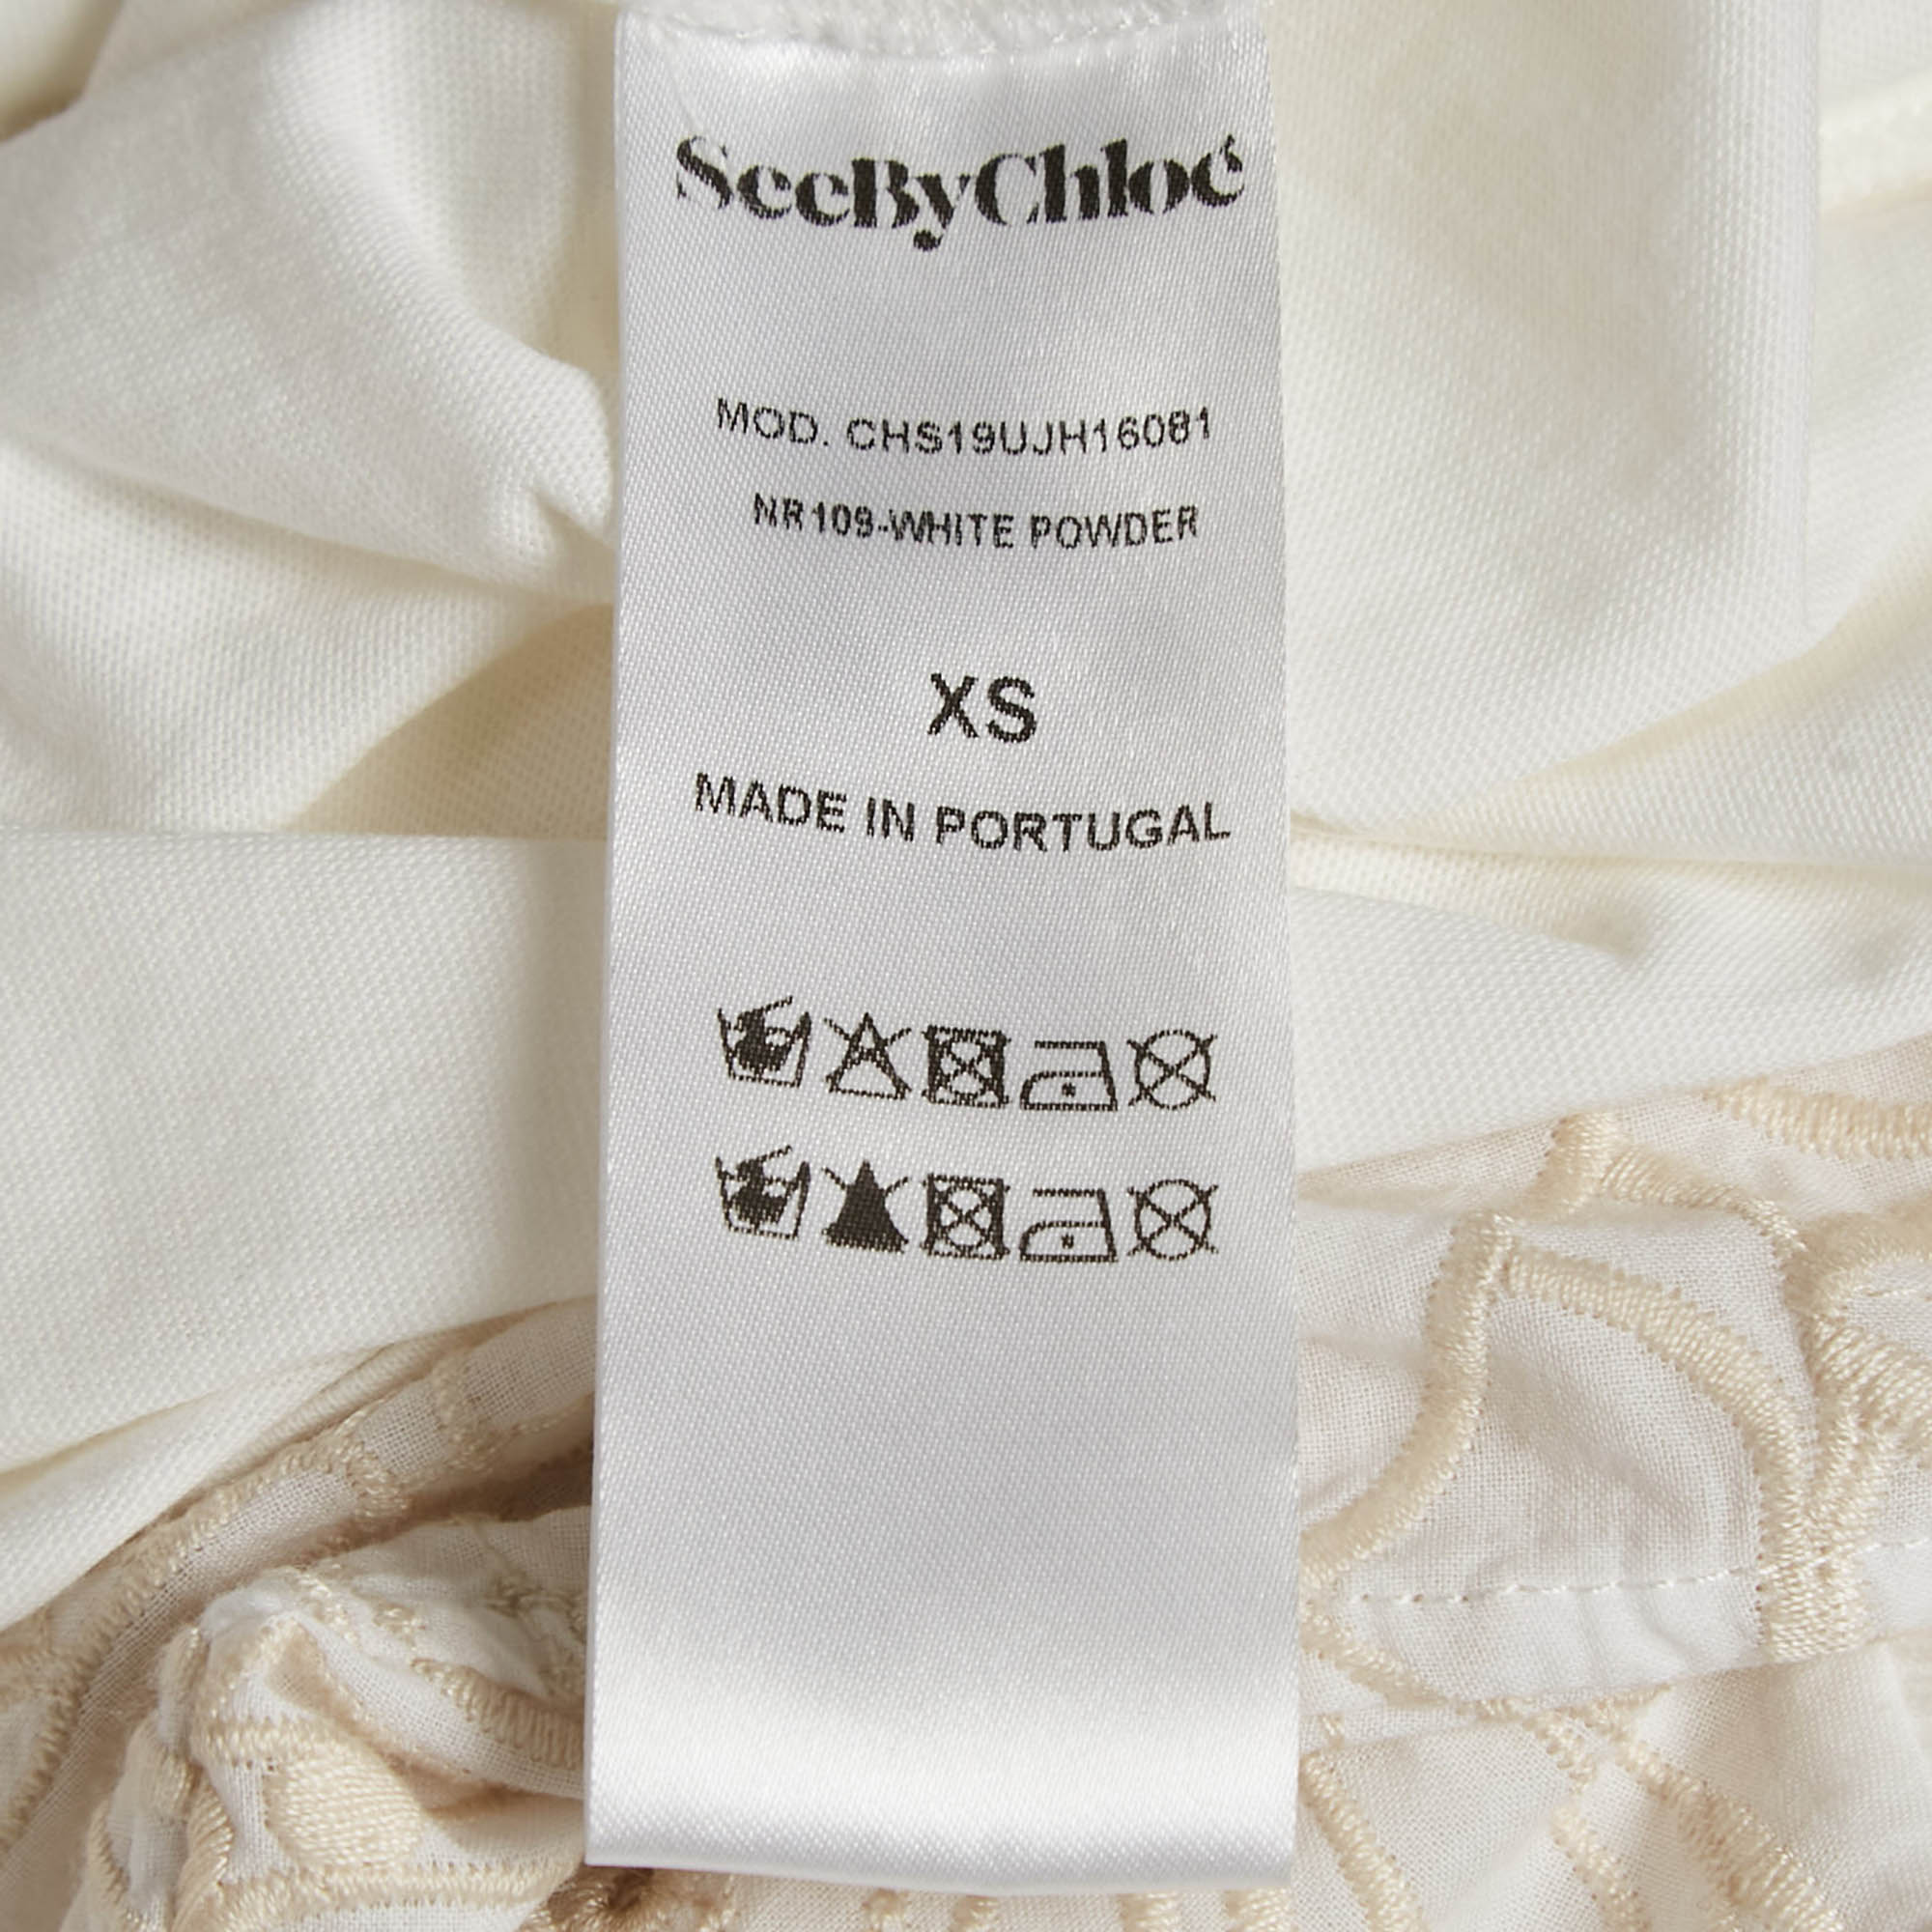 SeeByChloé
MOD. CHS19UJH16081
NR109-WHITE POWDER
XS
MADE IN PORTUGAL